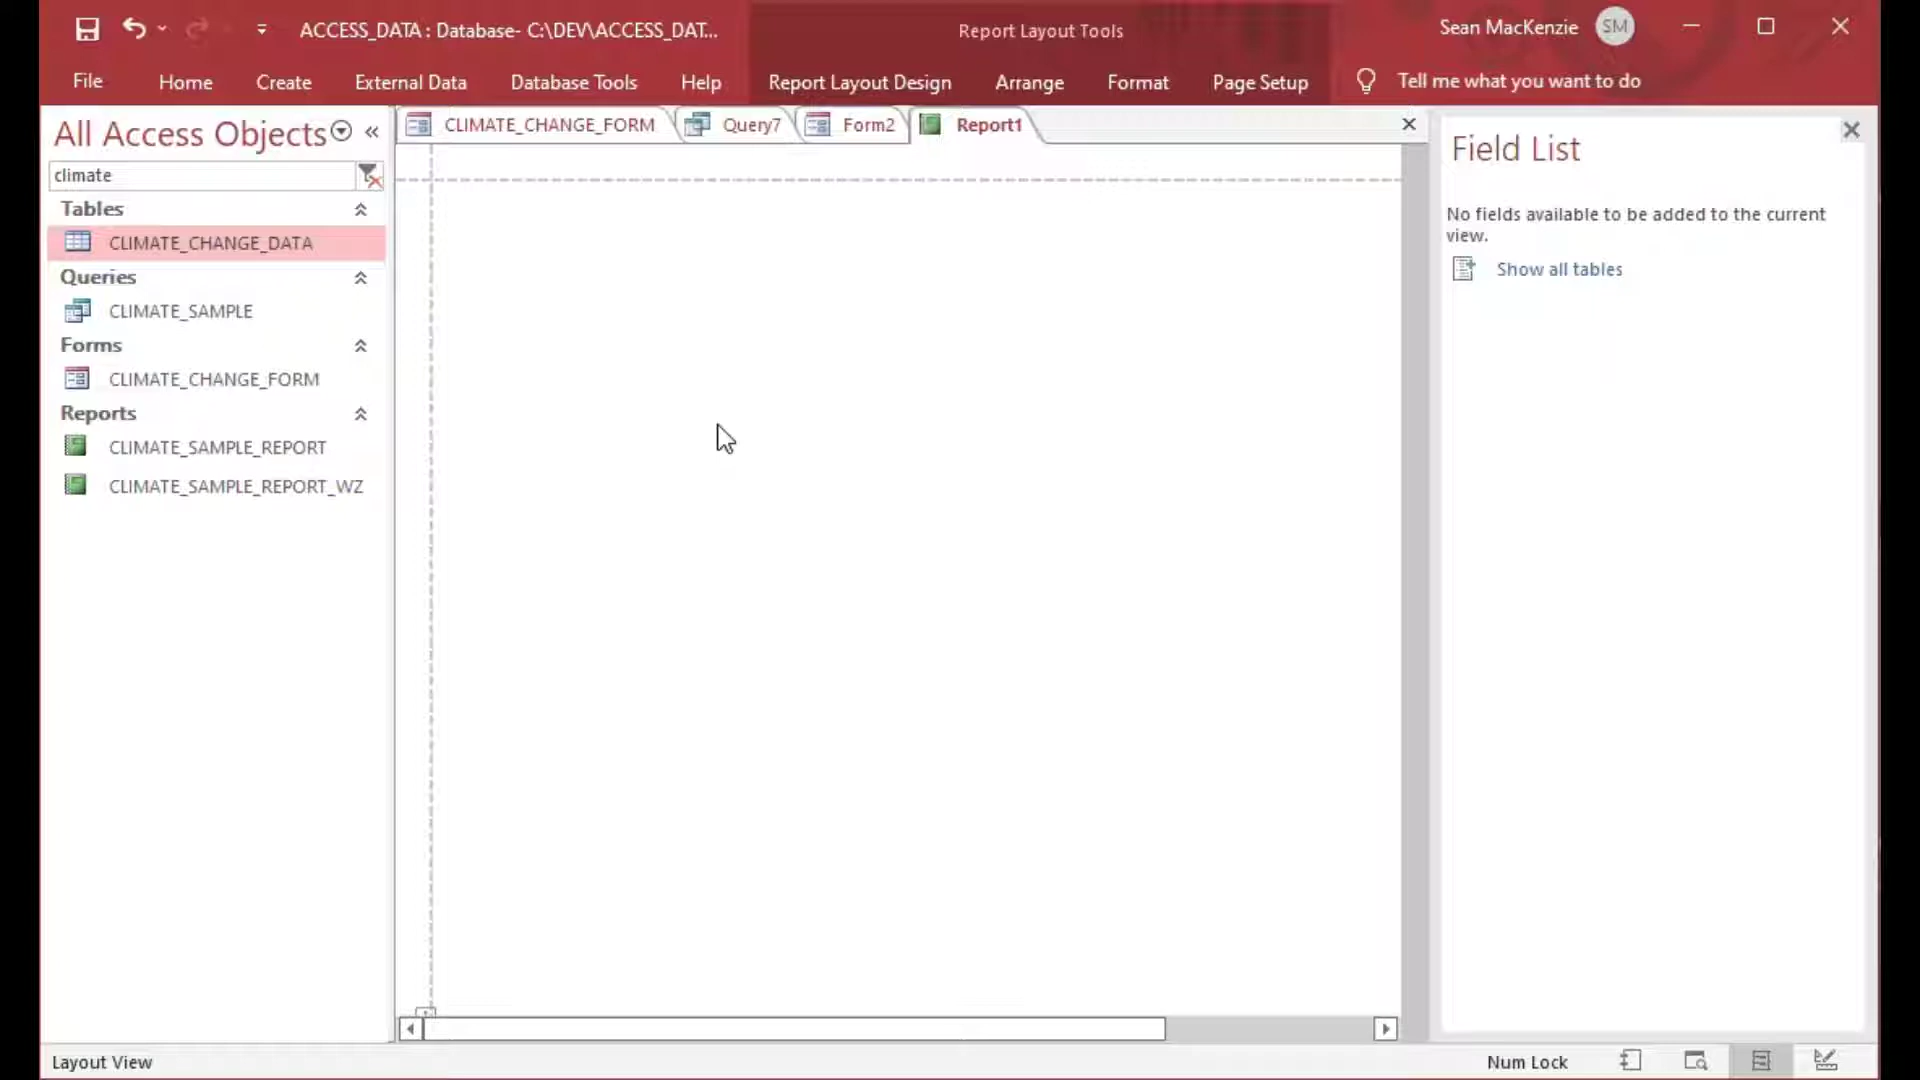 ACCESS_DATA : Database- C:\DEV\ACCESS_DAT...
Report Layout Tools
Sean MacKenzie
SM
File
Home
Create
External Data
Database Tools
Help
Report Layout Design
Arrange
Format
Page Setup
Tell me what you want to do
All Access Objects
climate
Tables
CLIMATE_CHANGE_DATA
Queries
CLIMATE_SAMPLE
Forms
CLIMATE_CHANGE_FORM
Reports
CLIMATE_SAMPLE_REPORT
CLIMATE_SAMPLE_REPORT_WZ
CLIMATE_CHANGE_FORM
Query7
Form2
Report1
Field List
No fields available to be added to the current
view.
Show all tables
Layout View
Num Lock